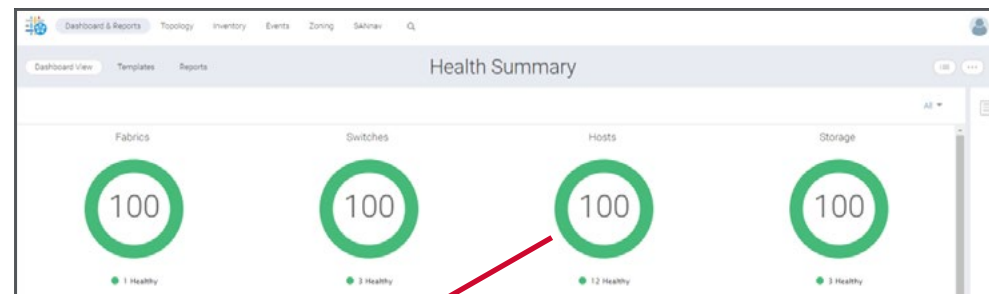 Dashboard & Reports Topology Inventory Events Zoning SANnav
Dashboard View Templates Reports Health Summary
All
Fabrics Switches Hosts Storage
100 100 100 100
1 Healthy 3 Healthy 12 Healthy 3 Healthy